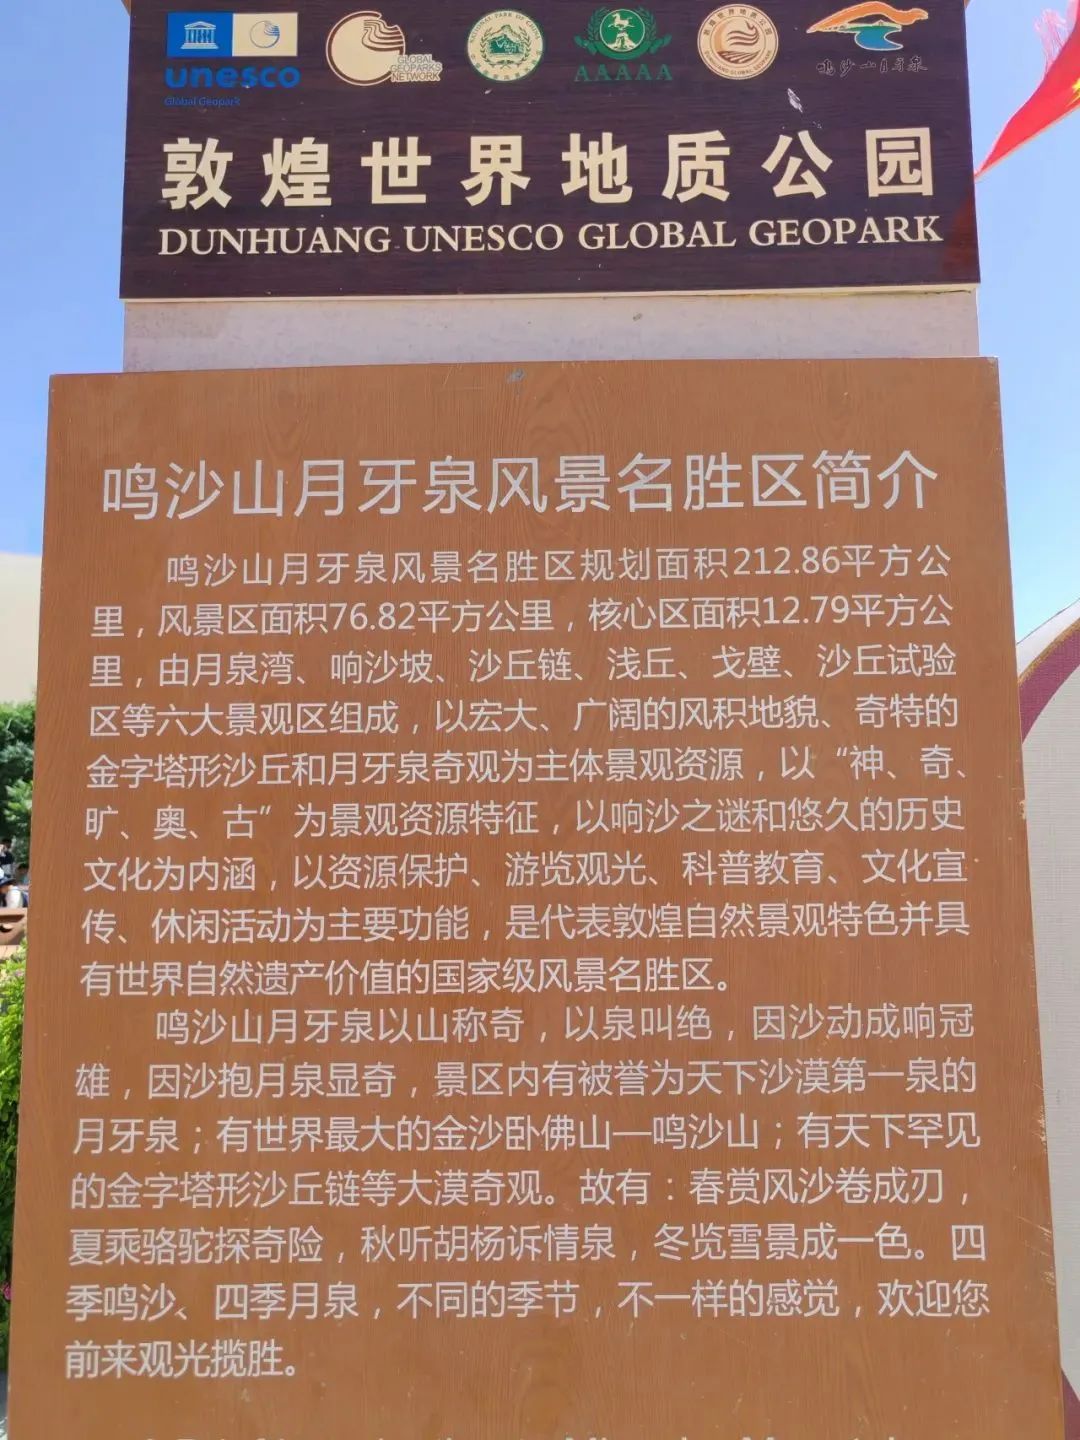 unesco
Global Geopark
GLOBAL
GEOPARKS
NETWORK
AAAAA
鸣沙山月牙泉
敦煌世界地质公园
DUNHUANG UNESCO GLOBAL GEOPARK
鸣沙山月牙泉风景名胜区简介
鸣沙山月牙泉风景名胜区规划面积212.86平方公
里，风景区面积76.82平方公里，核心区面积12.79平方公
里，由月泉湾、响沙坡、沙丘链、浅丘、戈壁、沙丘试验
区等六大景观区组成，以宏大、广阔的风积地貌、奇特的
金字塔形沙丘和月牙泉奇观为主体景观资源，以“神、奇、
旷、奥、古”为景观资源特征，以响沙之谜和悠久的历史
文化为内涵，以资源保护、游览观光、科普教育、文化宣
传、休闲活动为主要功能，是代表敦煌自然景观特色并具
有世界自然遗产价值的国家级风景名胜区。
鸣沙山月牙泉以山称奇，以泉叫绝，因沙动成响冠
雄，因沙抱月泉显奇，景区内有被誉为天下沙漠第一泉的
月牙泉；有世界最大的金沙卧佛山—鸣沙山；有天下罕见
的金字塔形沙丘链等大漠奇观。故有：春赏风沙卷成刃，
夏乘骆驼探奇险，秋听胡杨诉情泉，冬览雪景成一色。四
季鸣沙、四季月泉，不同的季节，不一样的感觉，欢迎您
前来观光揽胜。